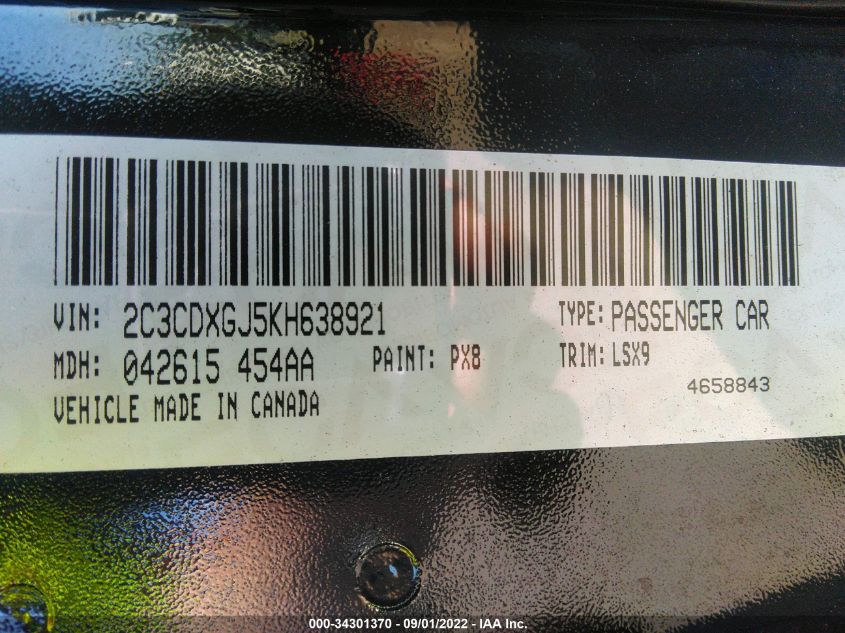 VIN: 2C3CDXGJ5KH638921 TYPE: PASSENGER CAR
MDH: 042615 454AA PAINT: PX8 TRIM: LSX9
4658843
VEHICLE MADE IN CANADA
000-34301370 - 09/01/2022 - IAA Inc.